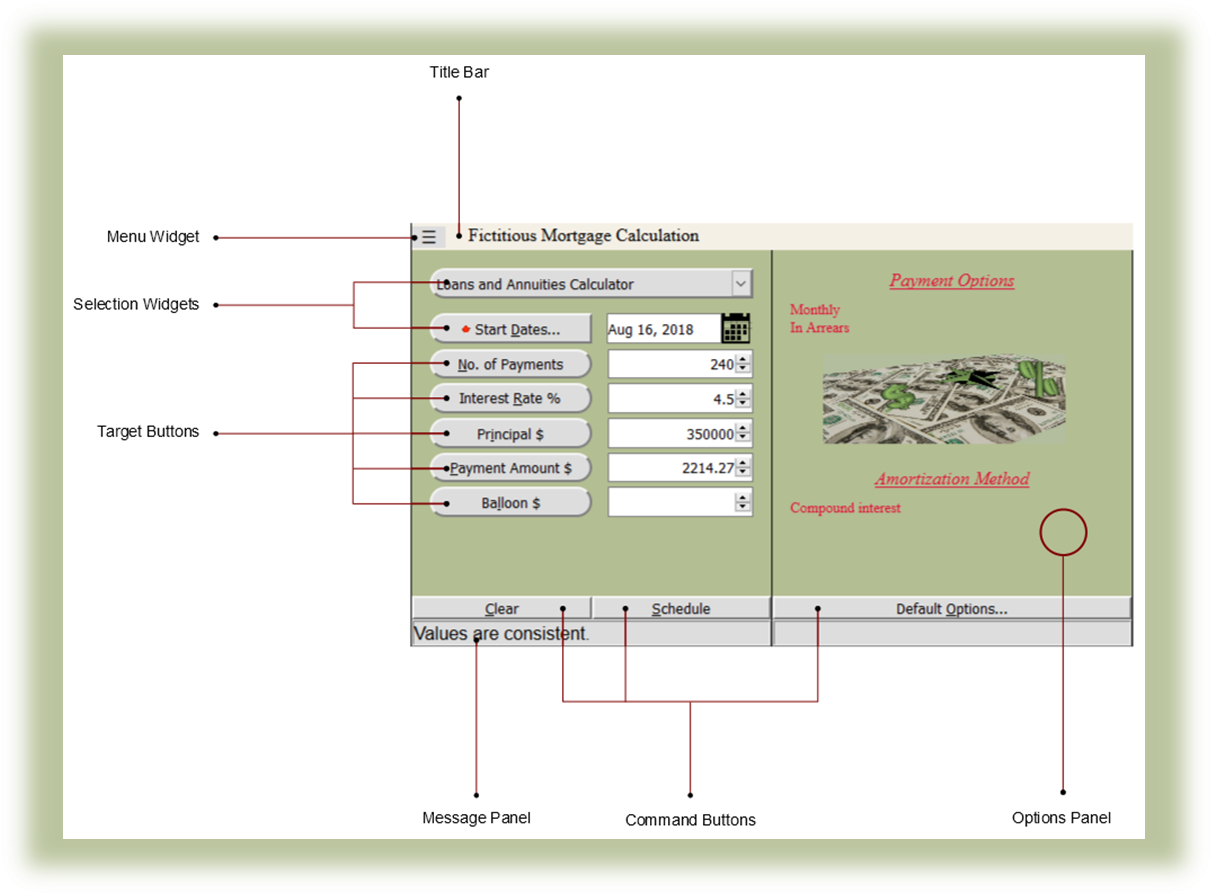 Title Bar
Menu Widget
☰ Fictitious Mortgage Calculation
Selection Widgets
Loans and Annuities Calculator
Start Dates... Aug 16, 2018
No. of Payments 240
Interest Rate % 4.5
Target Buttons
Principal $ 350000
Payment Amount $ 2214.27
Balloon $
Payment Options
Monthly
In Arrears
Amortization Method
Compound interest
Clear Schedule Default Options...
Values are consistent.
Message Panel
Command Buttons
Options Panel